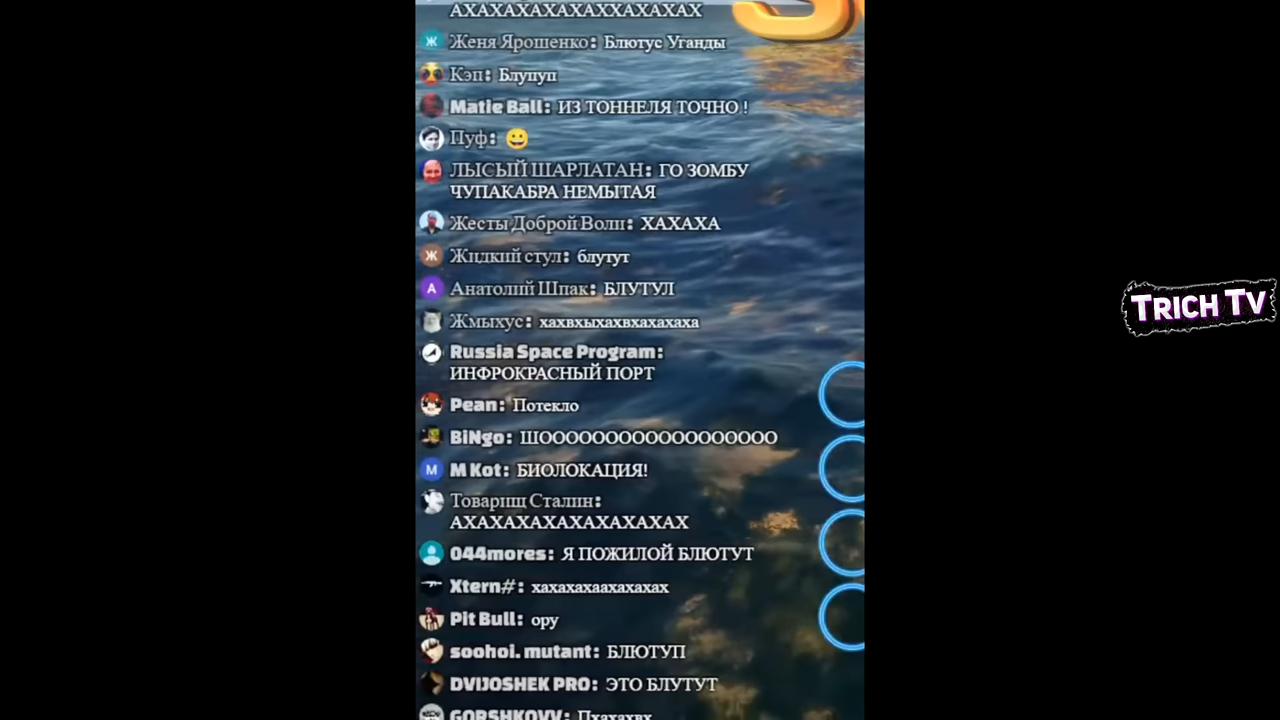 АХАХАХАХАХАХХАХАХАХ
Ж Женя Ярошенко: Блютус Уганды
Кэп: Блупуп
Matie Ball: ИЗ ТОННЕЛЯ ТОЧНО !
Пуф: 😀
ЛЫСЫЙ ШАРЛАТАН: ГО ЗОМБУ
ЧУПАКАБРА НЕМЫТАЯ
Жесты Доброй Воли: ХАХАХА
Ж Жидкий стул: блутут
А Анатолий Шпак: БЛУТУЛ
Жмыхус: хахвхыхахвхахахаха
Russia Space Program:
ИНФРОКРАСНЫЙ ПОРТ
Pean: Потекло
BiNgo: ШОООООООООООООООООО
M M Kot: БИОЛОКАЦИЯ!
Товарищ Сталин:
АХАХАХАХАХАХАХАХАХ
044mores: Я ПОЖИЛОЙ БЛЮТУТ
Xtern#: хахахахаахахахах
Pit Bull: ору
soohoi. mutant: БЛЮТУП
DVIJOSHEK PRO: ЭТО БЛУТУТ
GORSHKOVV: Пхахахвх
TRICH TV